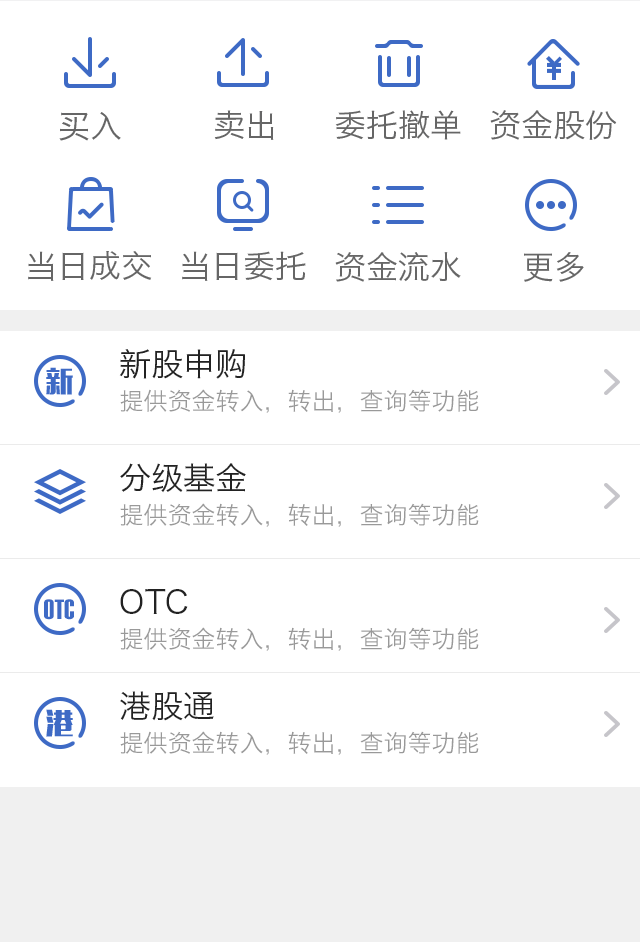 买入 卖出 委托撤单 资金股份
当日成交 当日委托 资金流水 更多
新 新股申购
提供资金转入，转出，查询等功能
分级基金
提供资金转入，转出，查询等功能
OTC OTC
提供资金转入，转出，查询等功能
港 港股通
提供资金转入，转出，查询等功能